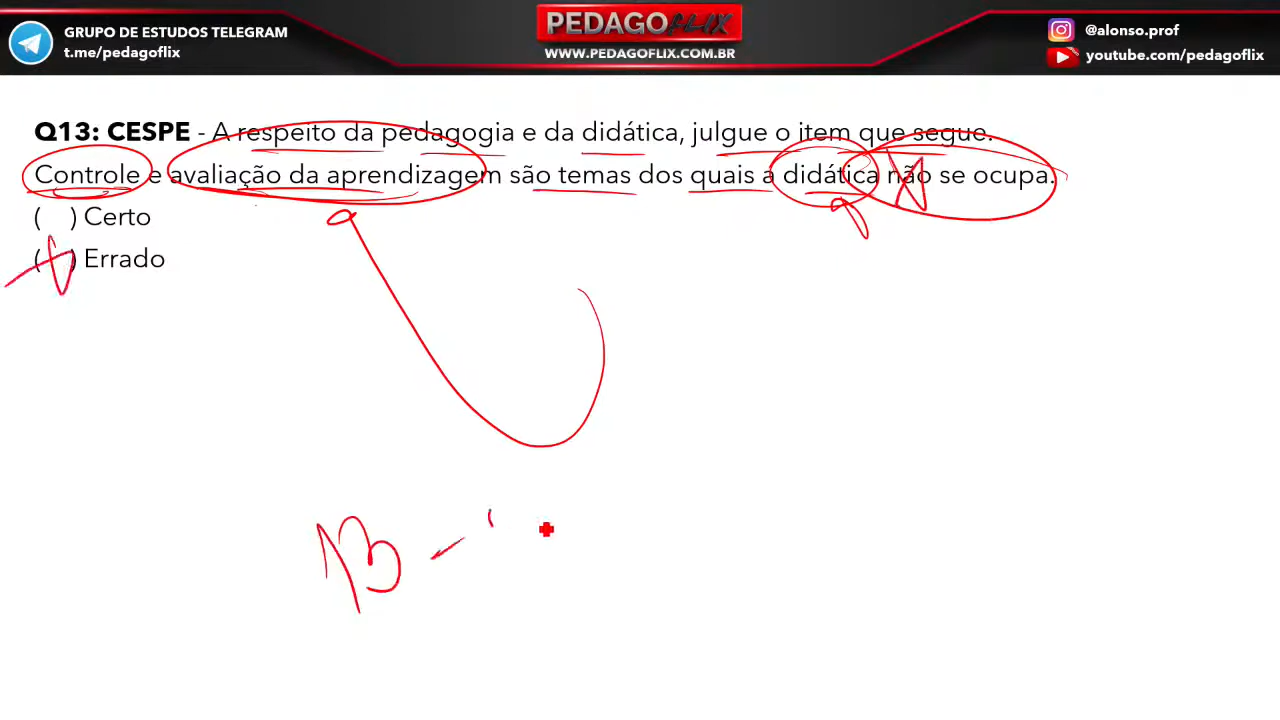 GRUPO DE ESTUDOS TELEGRAM
t.me/pedagoflix
PEDAGOFLIX
WWW.PEDAGOFLIX.COM.BR
@alonso.prof
youtube.com/pedagoflix
Q13: CESPE - A respeito da pedagogia e da didática, julgue o item que segue.
Controle e avaliação da aprendizagem são temas dos quais a didática não se ocupa.
( ) Certo
( ) Errado
13 -